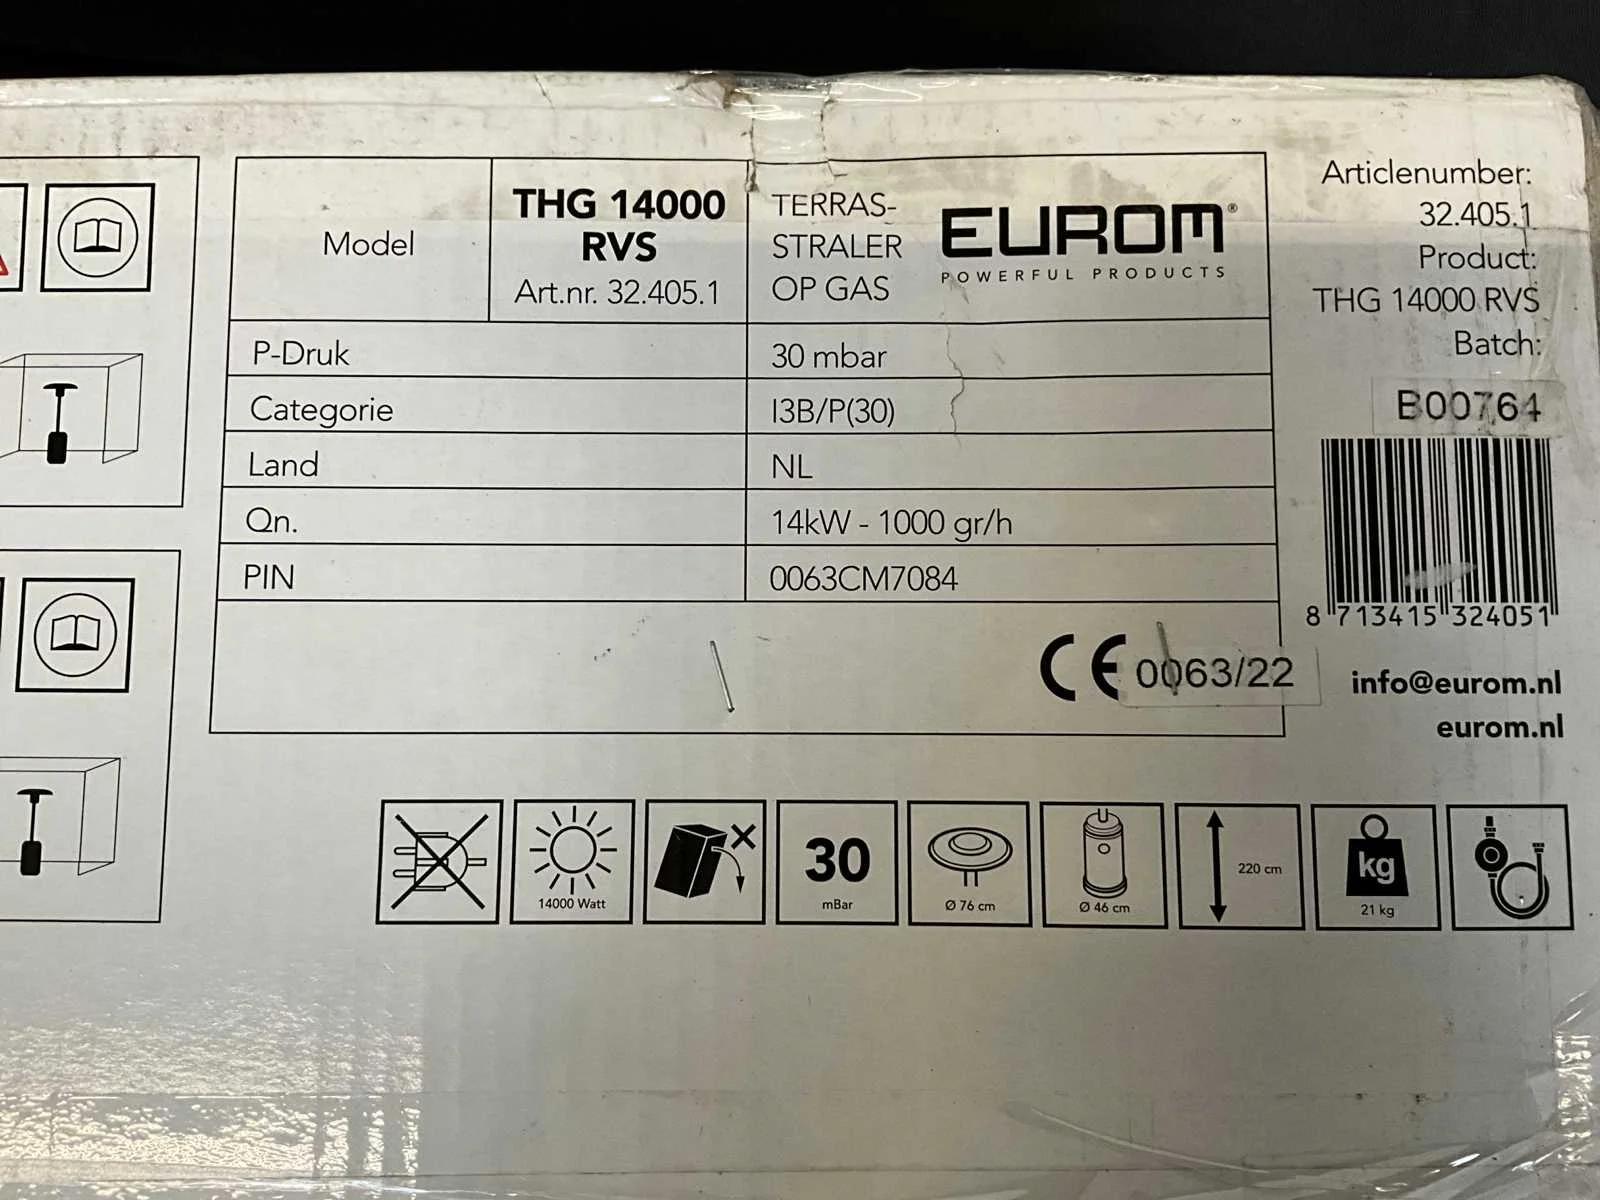 Model
THG 14000
RVS
Art.nr. 32.405.1
TERRAS-
STRALER
OP GAS
EUROM®
POWERFUL PRODUCTS
P-Druk
30 mbar
Categorie
I3B/P(30)
Land
NL
Qn.
14kW - 1000 gr/h
PIN
0063CM7084
CE 0063/22
Articlenumber:
32.405.1
Product:
THG 14000 RVS
Batch:
B00764
8 713415 324051
info@eurom.nl
eurom.nl
14000 Watt
30
mBar
Ø 76 cm
Ø 46 cm
220 cm
kg
21 kg